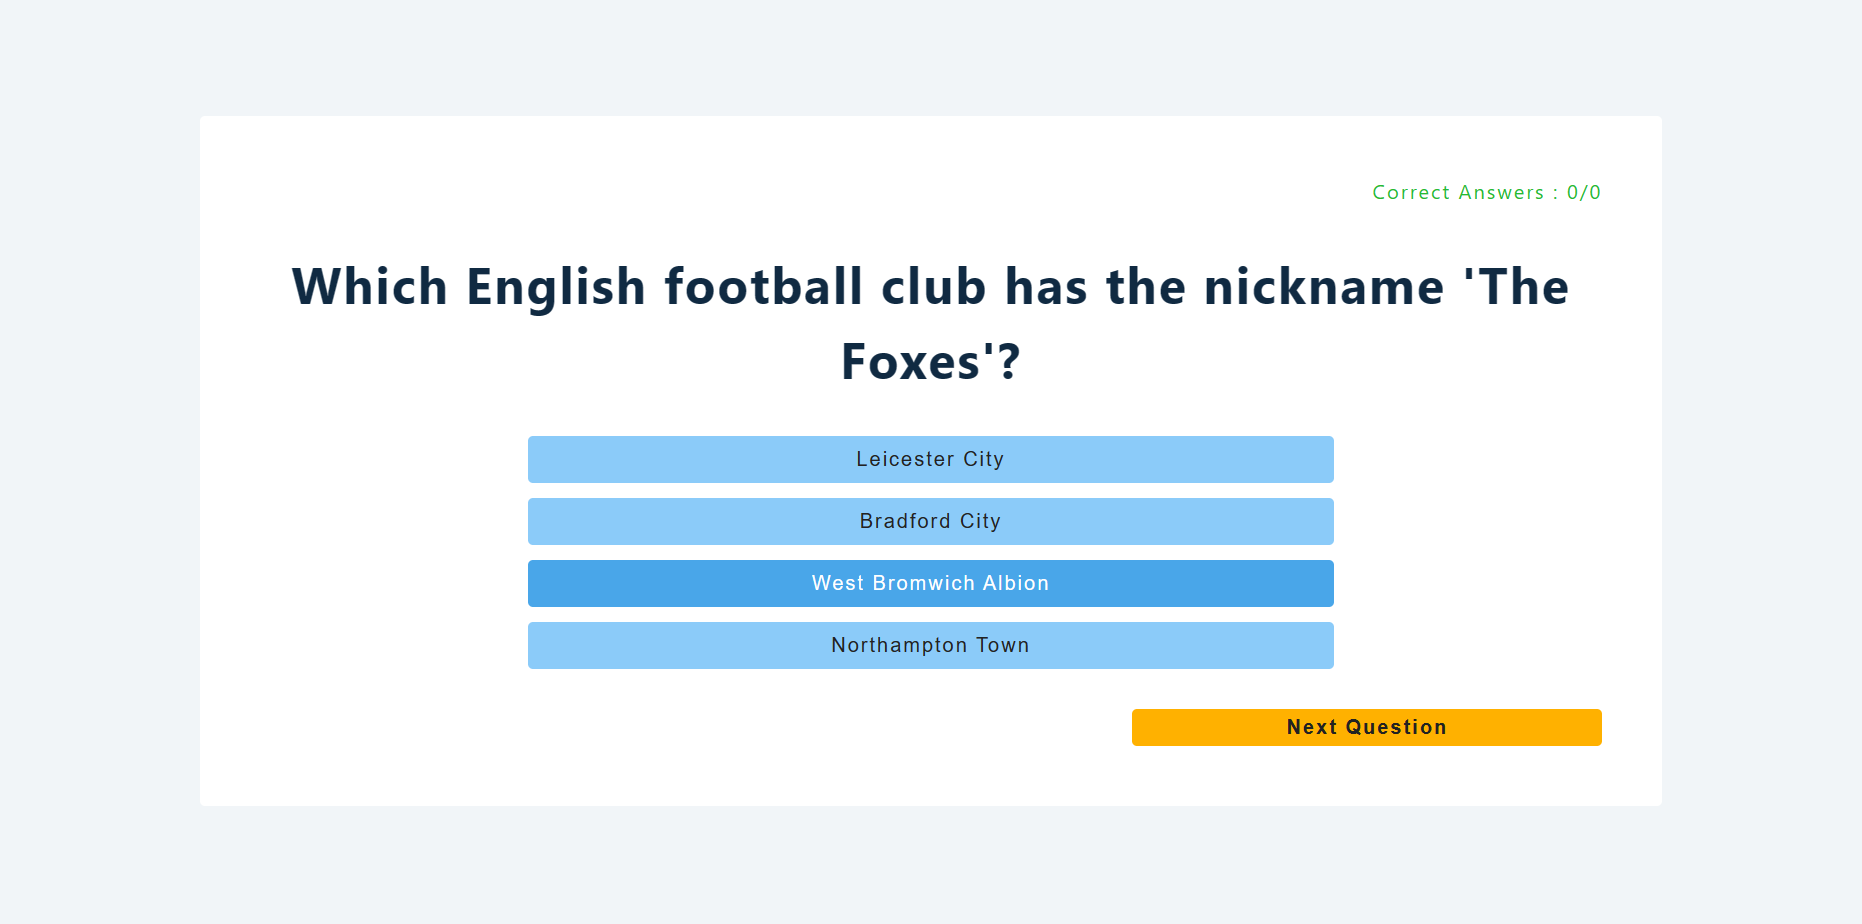 Correct Answers : 0/0
Which English football club has the nickname 'The
Foxes'?
Leicester City
Bradford City
West Bromwich Albion
Northampton Town
Next Question